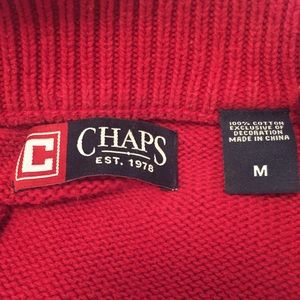 C
CHAPS
EST. 1978
100% COTTON
EXCLUSIVE OF
DECORATION
MADE IN CHINA
M